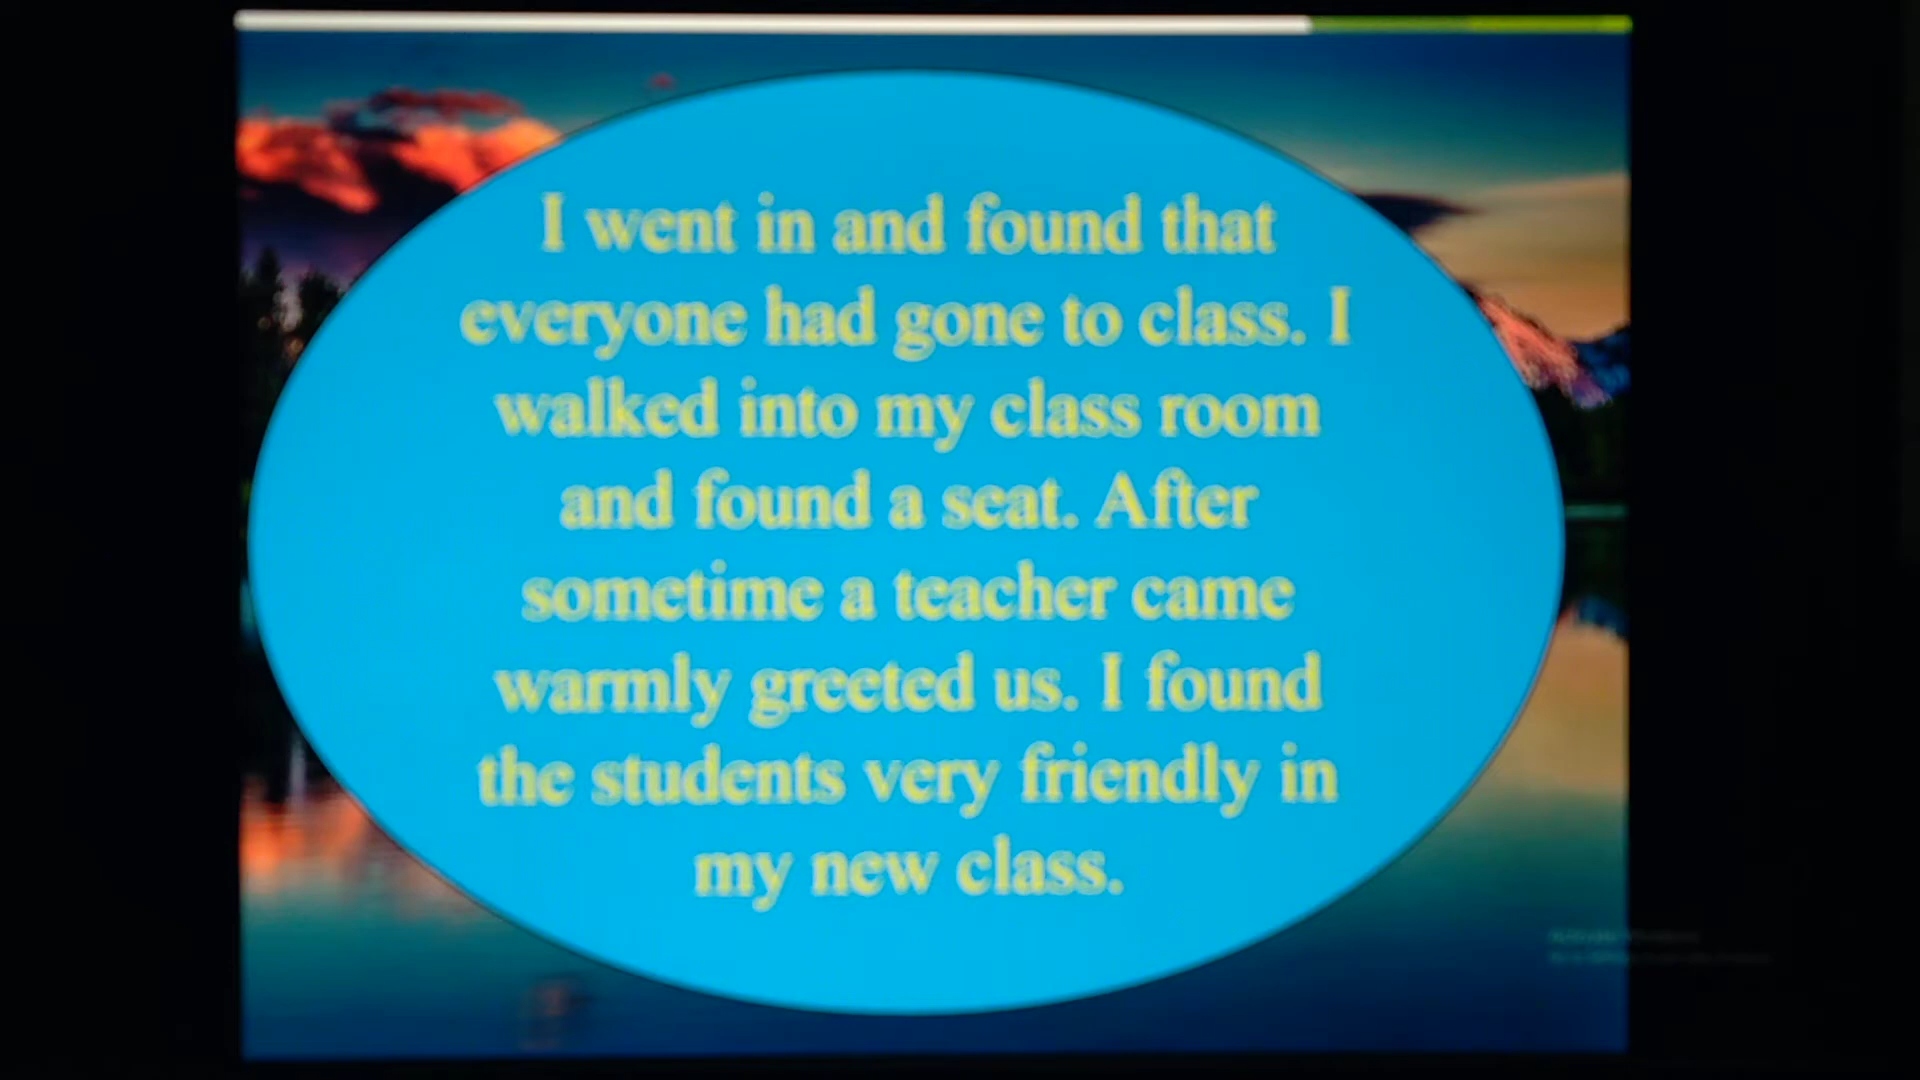 I went in and found that
everyone had gone to class. I
walked into my class room
and found a seat. After
sometime a teacher came
warmly greeted us. I found
the students very friendly in
my new class.